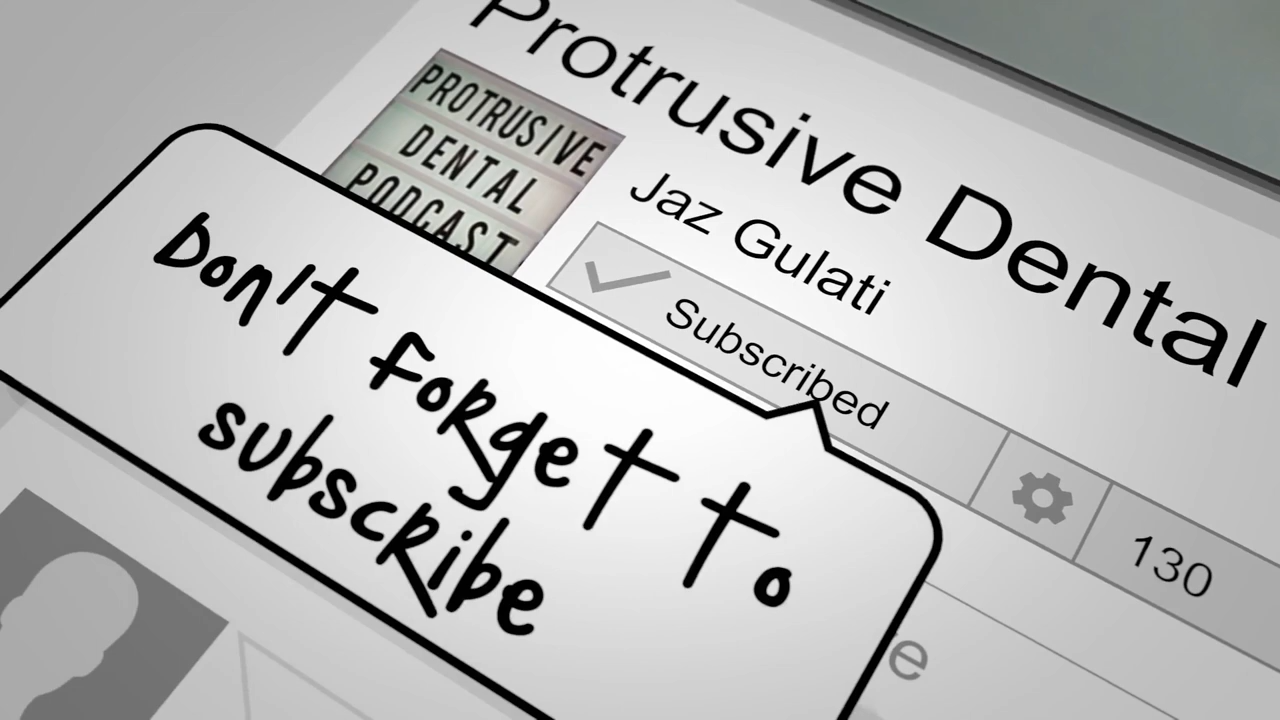 Protrusive Dental
PROTRUSIVE
DENTAL
PODCAST
Jaz Gulati
Subscribed
130
Don't forget to
subscribe